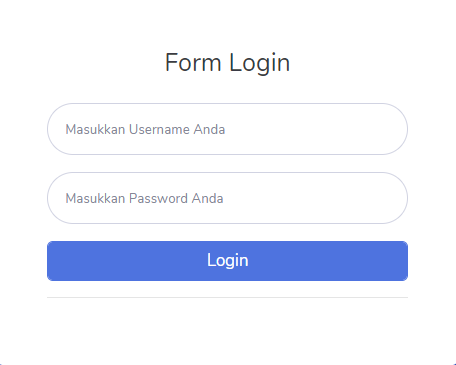 Form Login
Masukkan Username Anda
Masukkan Password Anda
Login